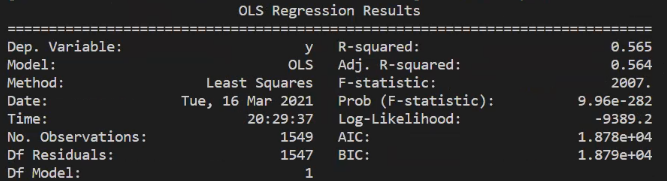 OLS Regression Results
==============================================================================
Dep. Variable: y R-squared: 0.565
Model: OLS Adj. R-squared: 0.564
Method: Least Squares F-statistic: 2007.
Date: Tue, 16 Mar 2021 Prob (F-statistic): 9.96e-282
Time: 20:29:37 Log-Likelihood: -9389.2
No. Observations: 1549 AIC: 1.878e+04
Df Residuals: 1547 BIC: 1.879e+04
Df Model: 1